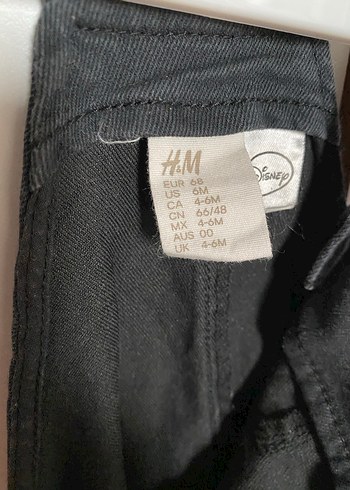 H&M
EUR 68
US 6M
CA 4-6M
CN 66/48
MX 4-6M
AUS 00
UK 4-6M
DISNEY